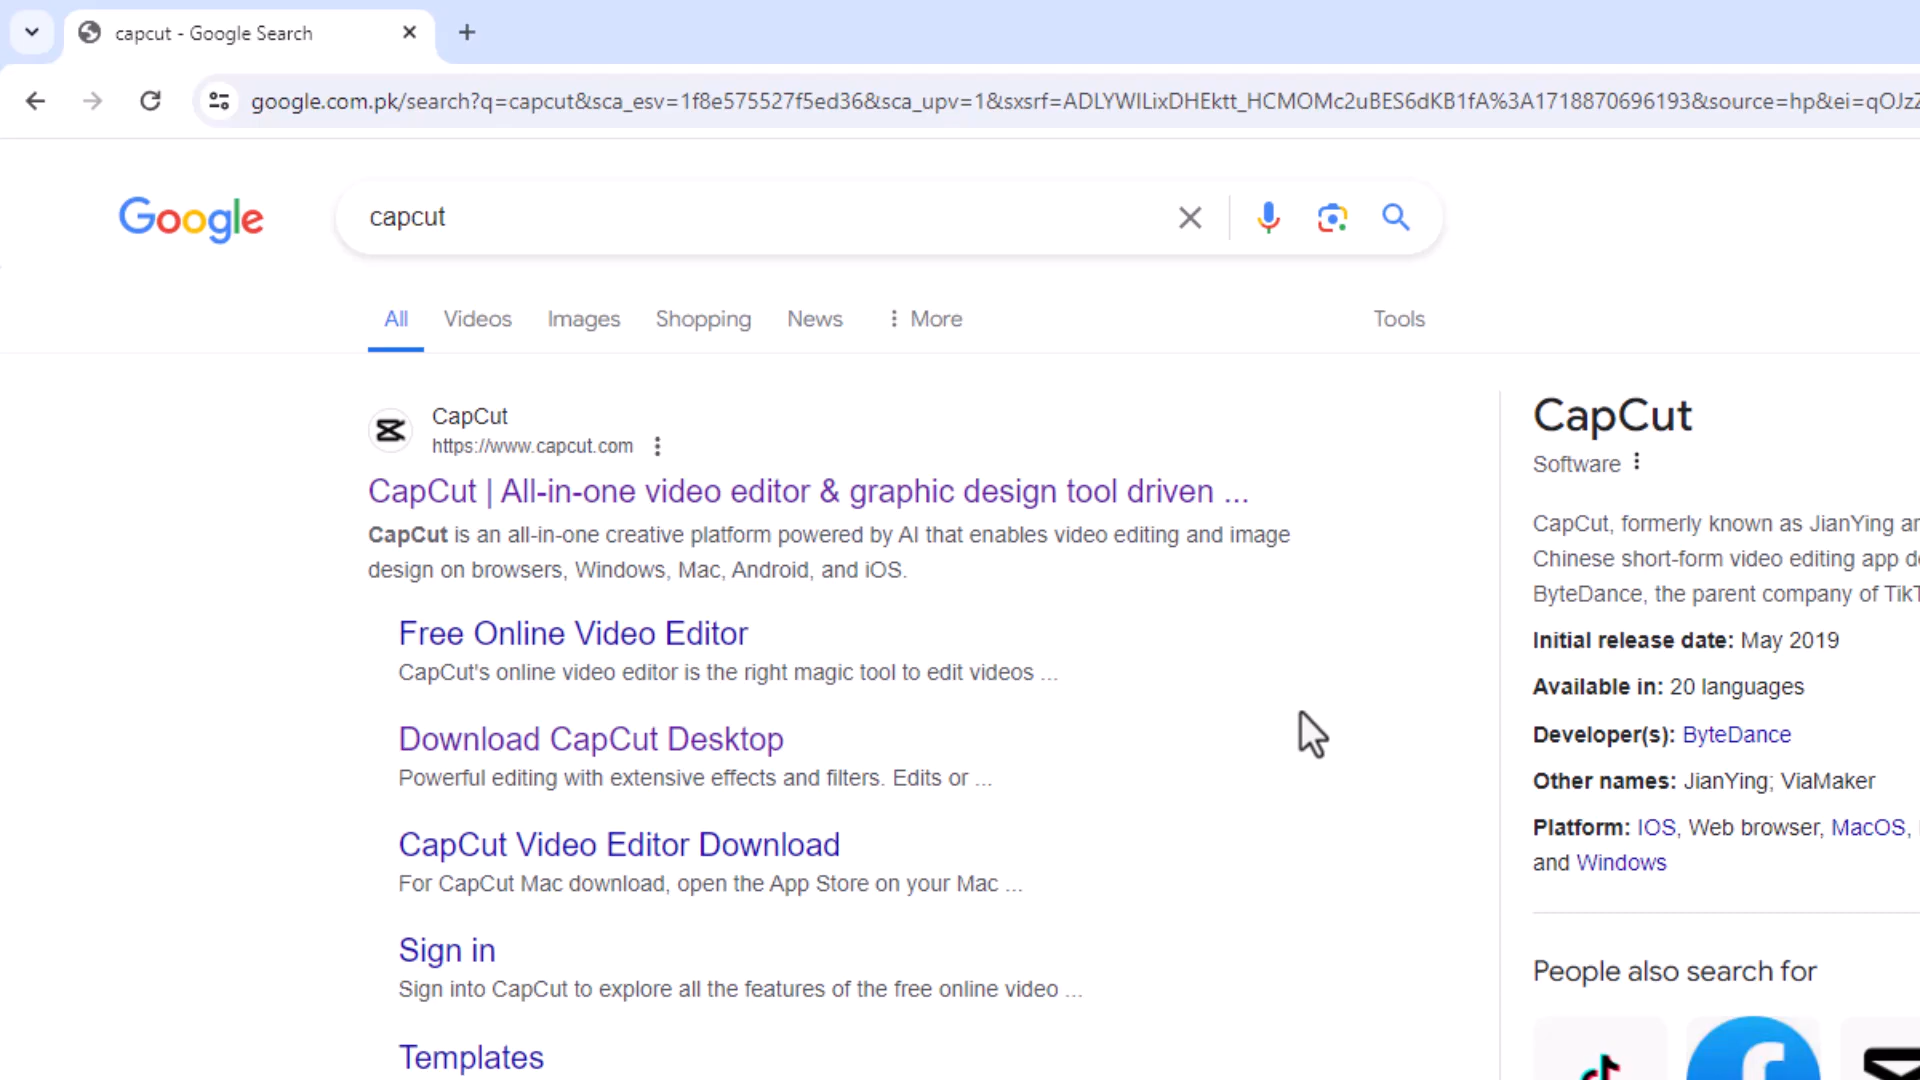 capcut - Google Search
google.com.pk/search?q=capcut&sca_esv=1f8e575527f5ed36&sca_upv=1&sxsrf=ADLYWILixDHEktt_HCMOMc2uBES6dKB1fA%3A1718870696193&source=hp&ei=qOJzZ
Google
capcut
All Videos Images Shopping News More Tools
CapCut
https://www.capcut.com
CapCut | All-in-one video editor & graphic design tool driven ...
CapCut is an all-in-one creative platform powered by AI that enables video editing and image
design on browsers, Windows, Mac, Android, and iOS.
Free Online Video Editor
CapCut's online video editor is the right magic tool to edit videos ...
Download CapCut Desktop
Powerful editing with extensive effects and filters. Edits or ...
CapCut Video Editor Download
For CapCut Mac download, open the App Store on your Mac ...
Sign in
Sign into CapCut to explore all the features of the free online video ...
Templates
CapCut
Software
CapCut, formerly known as JianYing
Chinese short-form video editing app
ByteDance, the parent company of
Initial release date: May 2019
Available in: 20 languages
Developer(s): ByteDance
Other names: JianYing; ViaMaker
Platform: IOS, Web browser, MacOS,
and Windows
People also search for